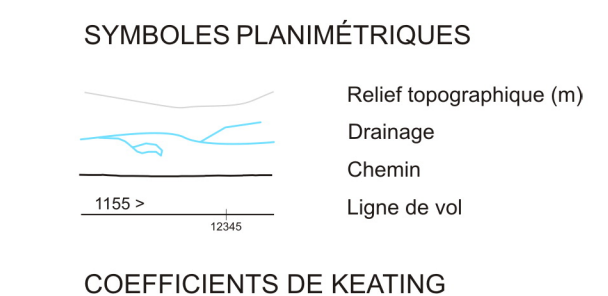 SYMBOLES PLANIMÉTRIQUES
Relief topographique (m)
Drainage
Chemin
1155 >
Ligne de vol
12345
COEFFICIENTS DE KEATING